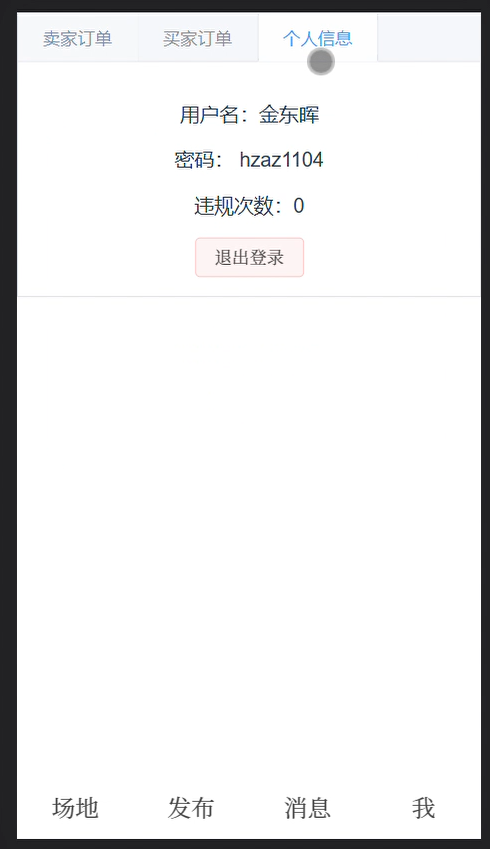 卖家订单 买家订单 个人信息
用户名：金东晖
密码： hzaz1104
违规次数：0
退出登录
场地 发布 消息 我